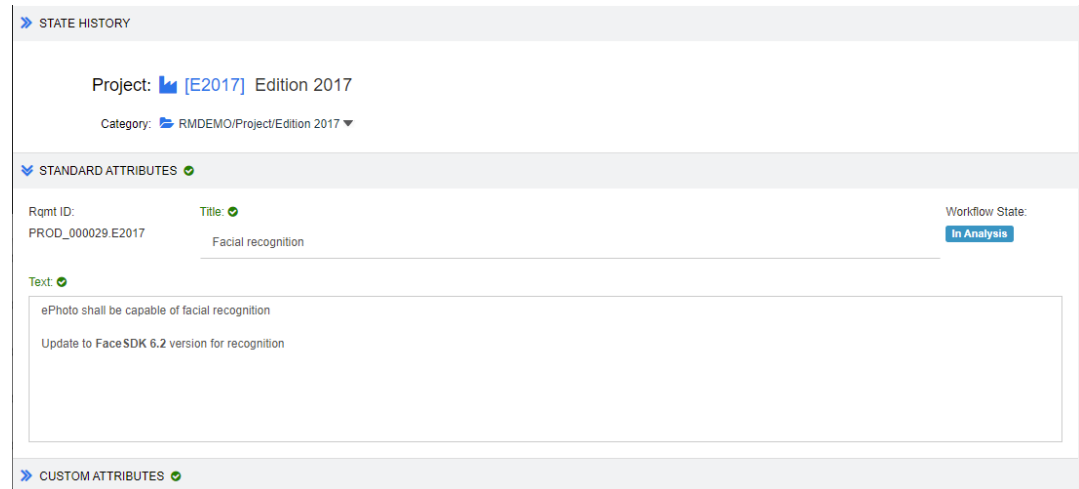 STATE HISTORY
Project: [E2017] Edition 2017
Category: RMDEMO/Project/Edition 2017
STANDARD ATTRIBUTES
Rqmt ID: Title: Workflow State:
PROD_000029.E2017 Facial recognition In Analysis
Text:
ePhoto shall be capable of facial recognition
Update to FaceSDK 6.2 version for recognition
CUSTOM ATTRIBUTES